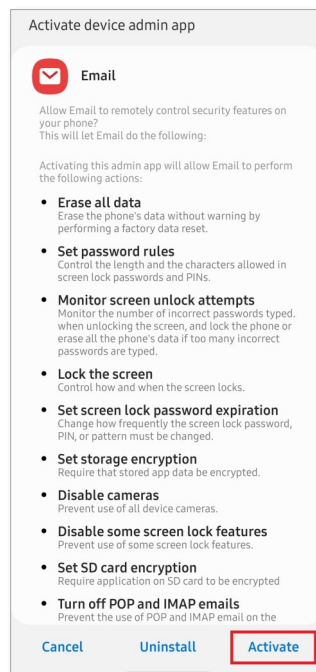 Activate device admin app
Email
Allow Email to remotely control security features on
your phone?
This will let Email do the following:
Activating this admin app will allow Email to perform
the following actions:
• Erase all
data
Erase the phone's data without warning by
performing a factory data reset.
• Set password
rules
Control the length and the characters allowed in
screen lock passwords and PINs.
• Monitor screen unlock
attempts
Monitor the number of incorrect passwords typed.
when unlocking the screen, and lock the phone or
erase all the phone's data if too many incorrect
passwords are typed.
• Lock the
screen
Control how and when the screen locks.
• Set screen lock password
expiration
Change how frequently the screen lock password,
PIN, or pattern must be changed.
• Set storage
encryption
Require that stored app data be encrypted.
• Disable
cameras
Prevent use of all device cameras.
• Disable some screen lock
features
Prevent use of some screen lock features.
• Set SD card
encryption
Require application on SD card to be encrypted
• Turn off POP and IMAP
emails
Prevent the use of POP and IMAP email on the
Cancel Uninstall Activate